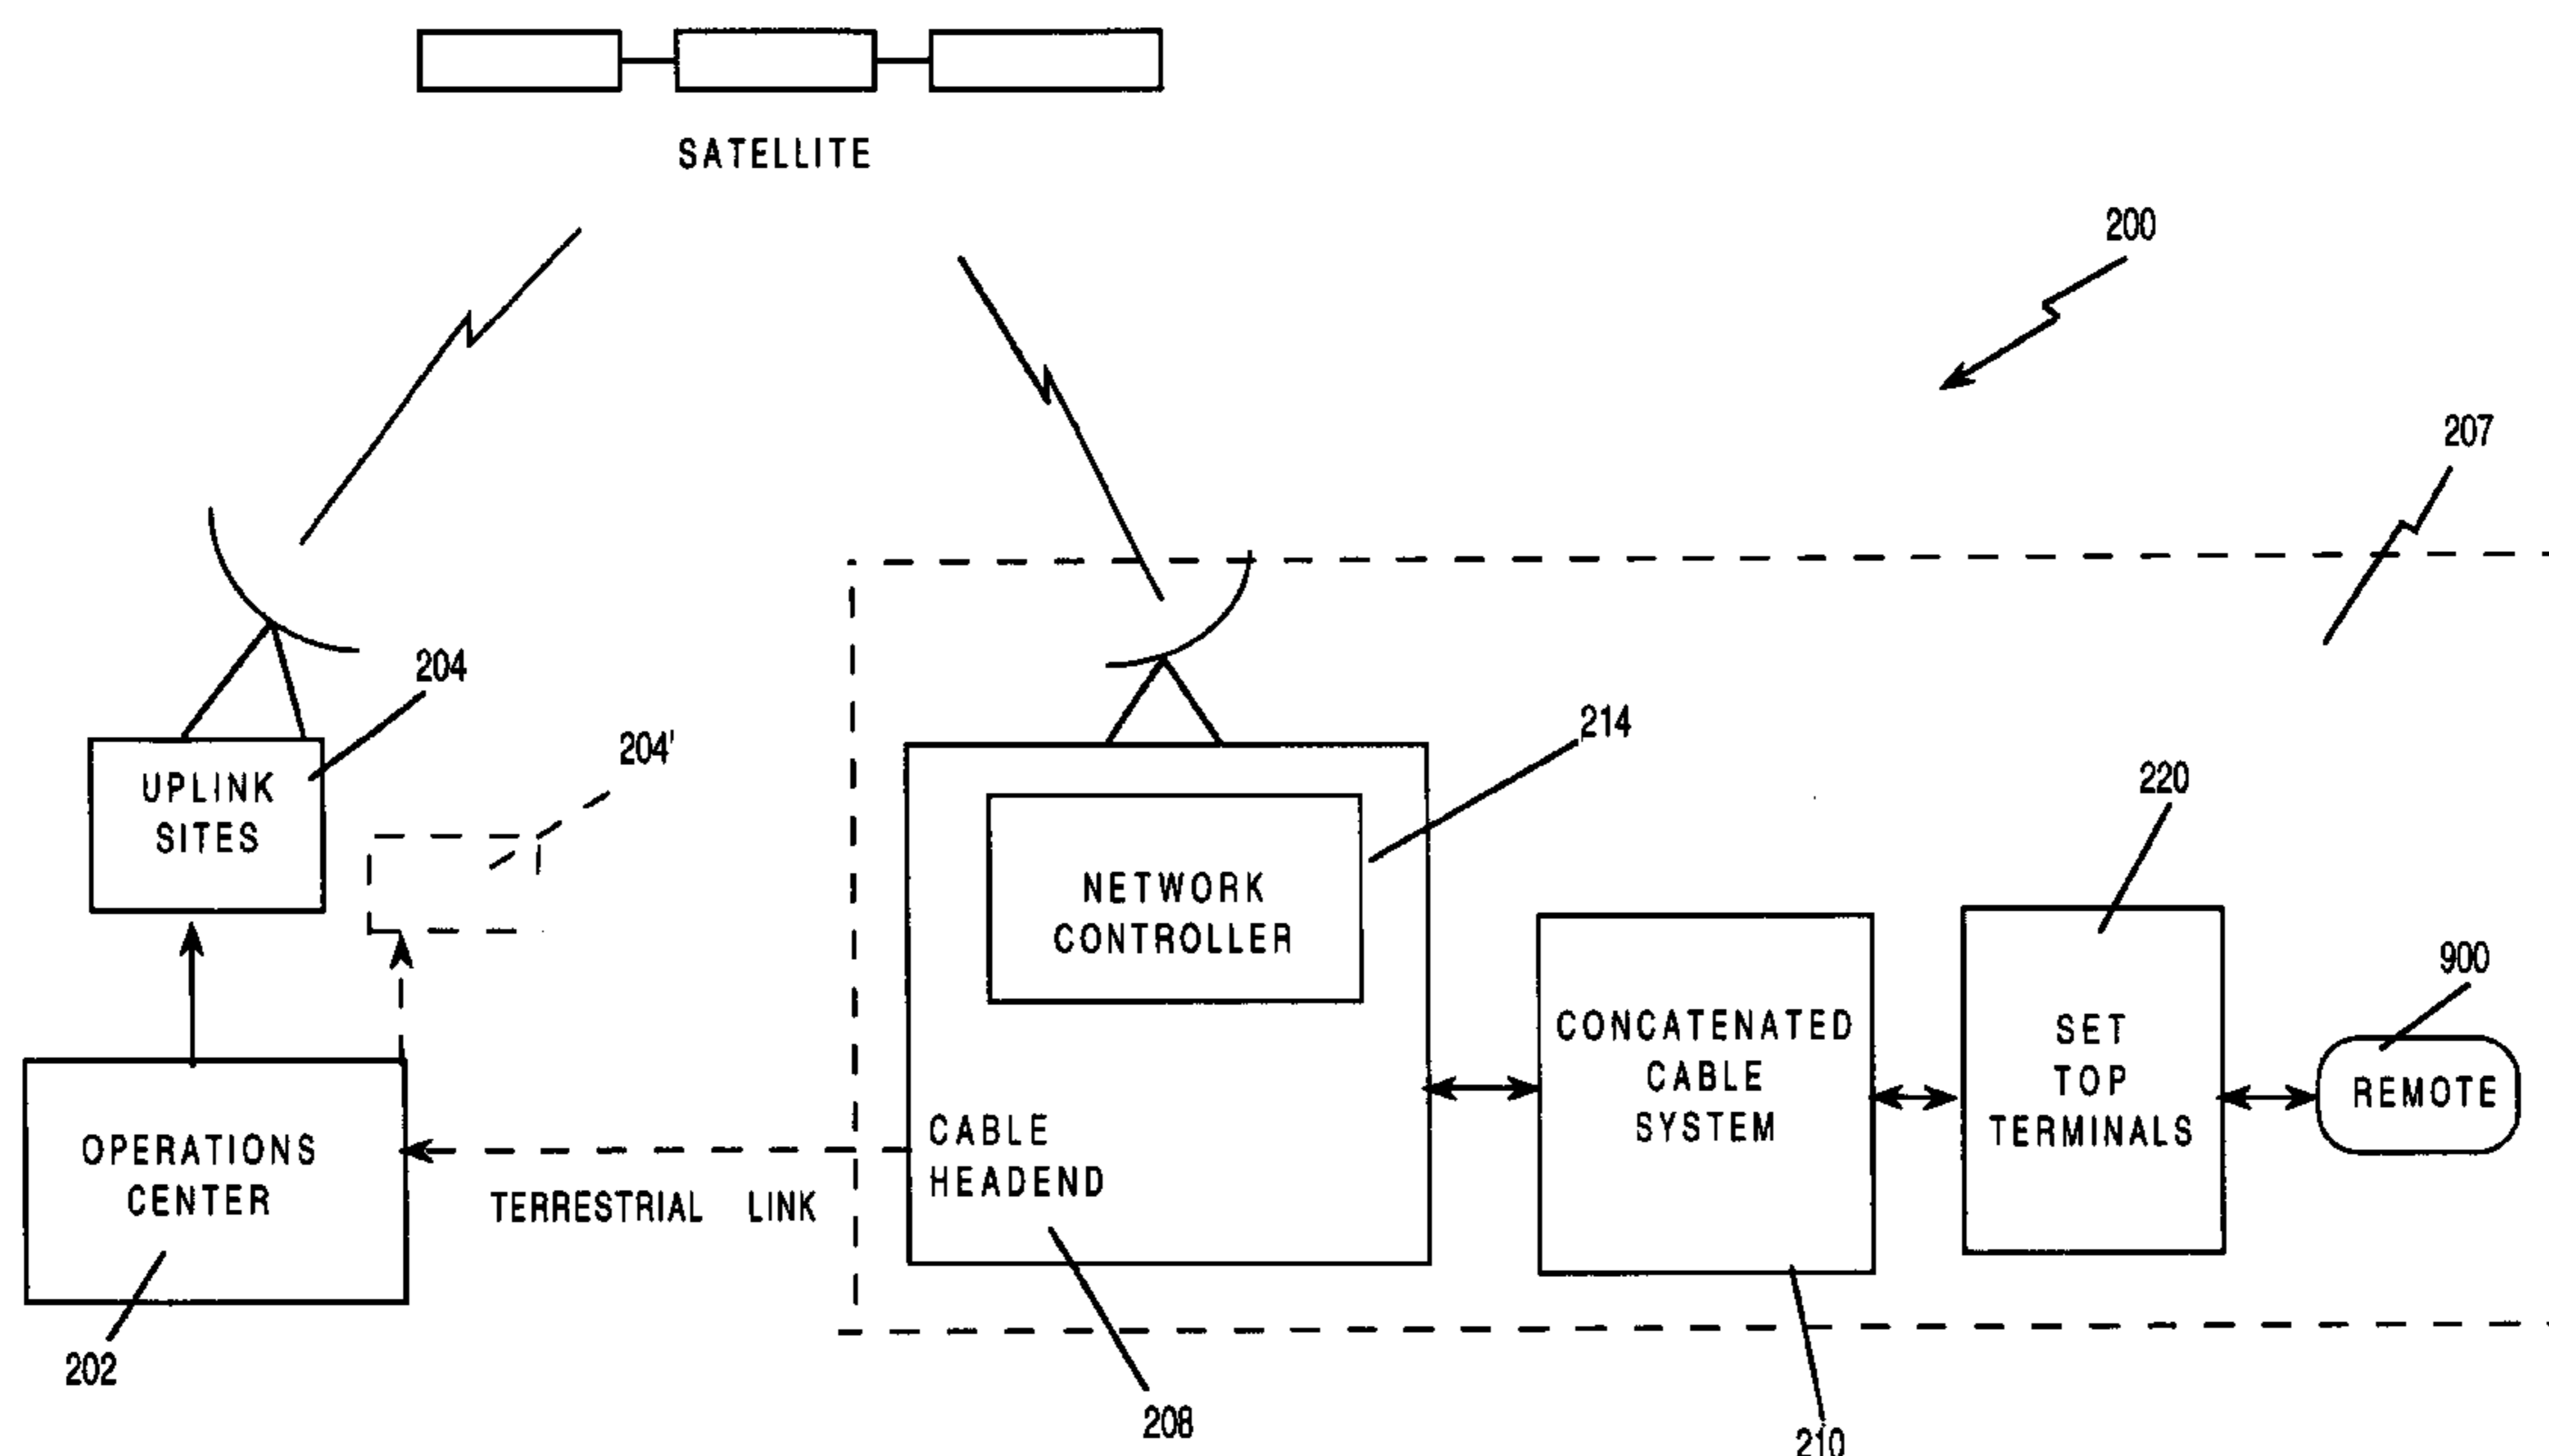 SATELLITE
200
207
204
204'
214
220
900
UPLINK
SITES
NETWORK
CONTROLLER
CONCATENATED
CABLE
SYSTEM
SET
TOP
TERMINALS
REMOTE
OPERATIONS
CENTER
TERRESTRIAL LINK
CABLE
HEADEND
202
208
210